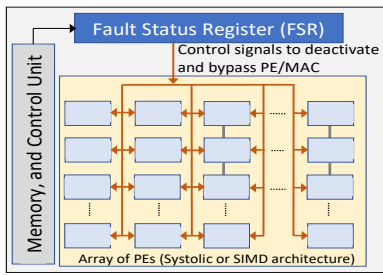 Fault Status Register (FSR)
Control signals to deactivate
and bypass PE/MAC
Memory, and Control Unit
Array of PEs (Systolic or SIMD architecture)